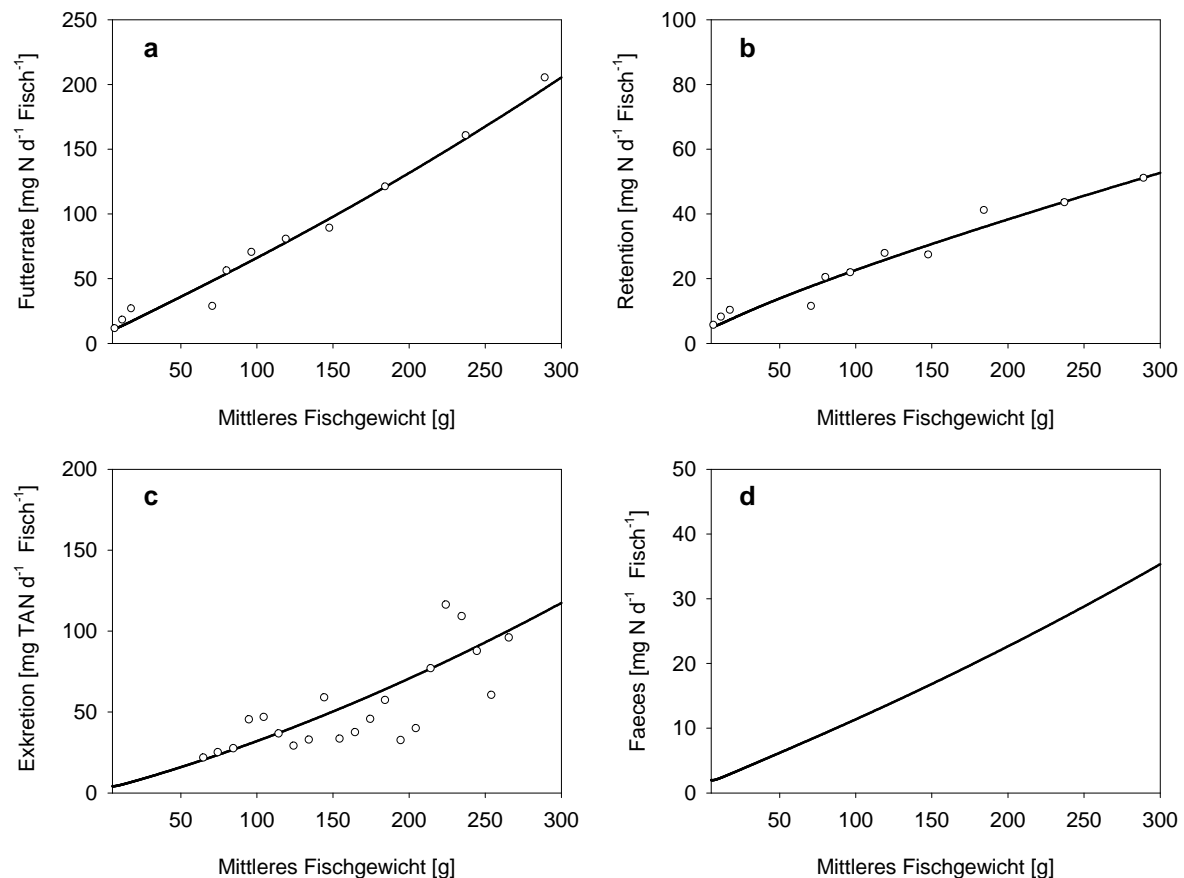 a
Futterrate [mg N d⁻¹ Fisch⁻¹]
250
200
150
100
50
0
50 100 150 200 250 300
Mittleres Fischgewicht [g]
b
Retention [mg N d⁻¹ Fisch⁻¹]
100
80
60
40
20
0
50 100 150 200 250 300
Mittleres Fischgewicht [g]
c
Exkretion [mg TAN d⁻¹ Fisch⁻¹]
200
150
100
50
0
50 100 150 200 250 300
Mittleres Fischgewicht [g]
d
Faeces [mg N d⁻¹ Fisch⁻¹]
50
40
30
20
10
0
50 100 150 200 250 300
Mittleres Fischgewicht [g]